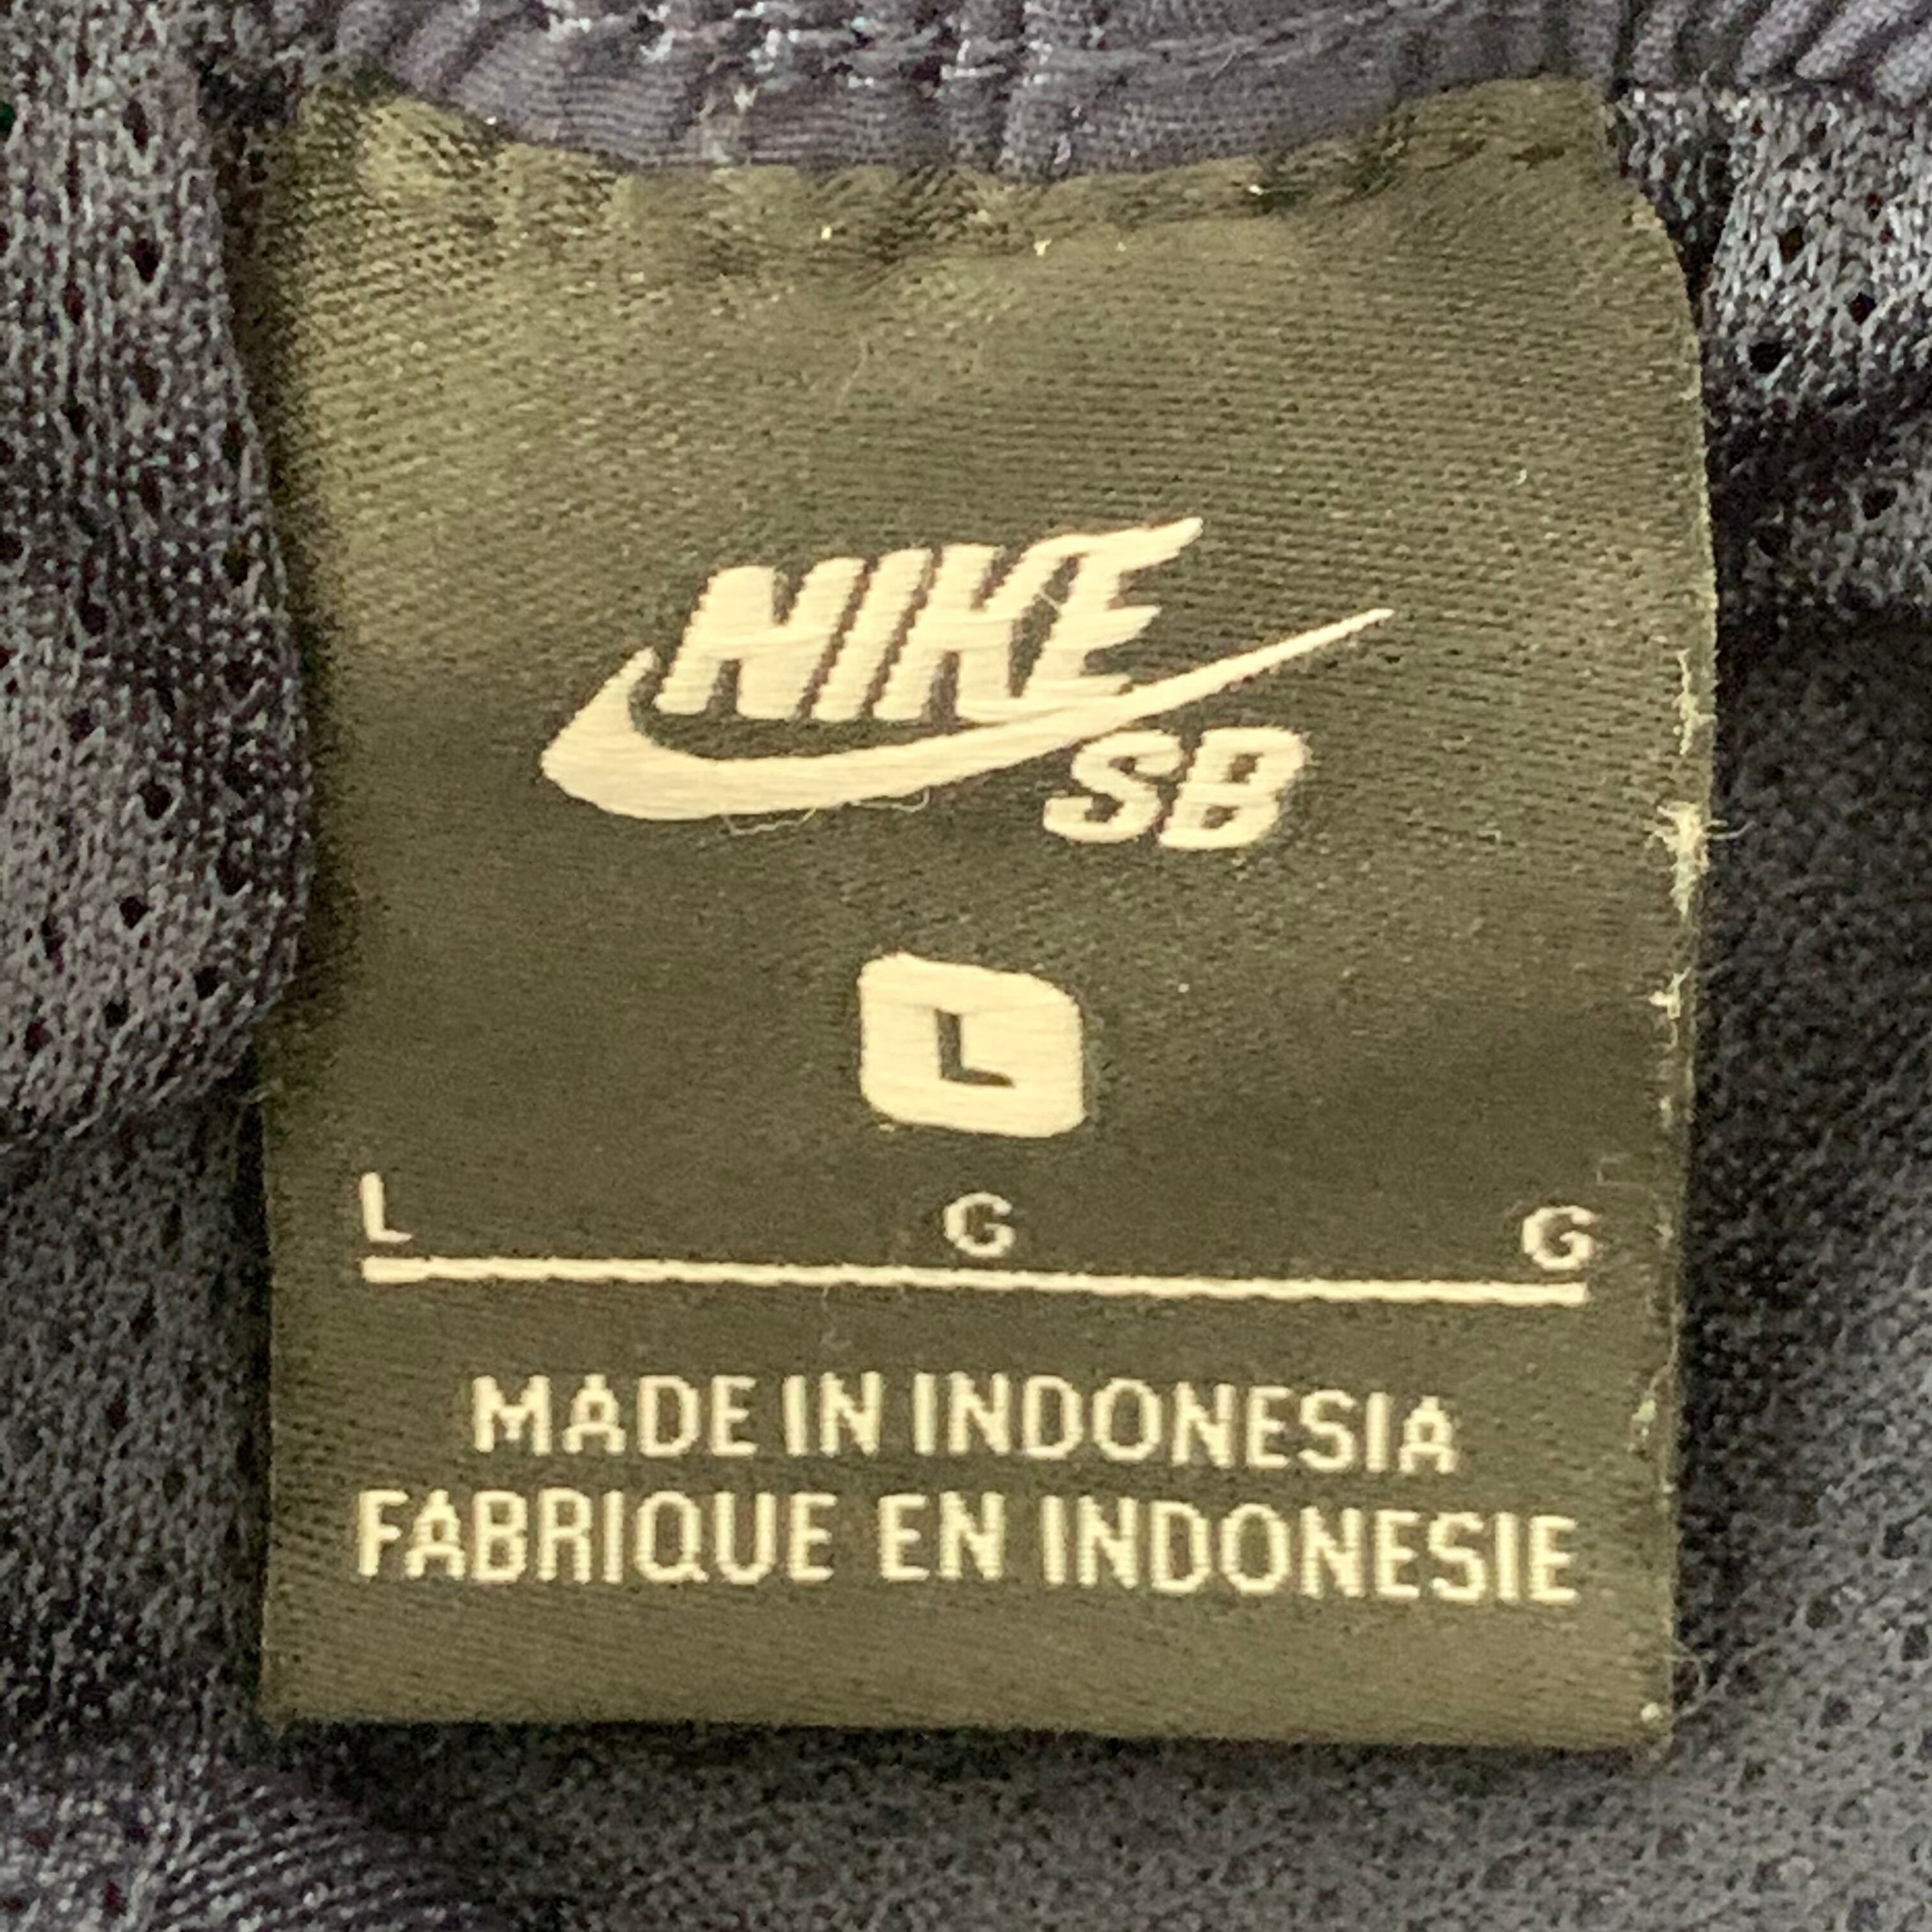 NIKE
SB
L
L G G
MADE IN INDONESIA
FABRIQUE EN INDONESIE